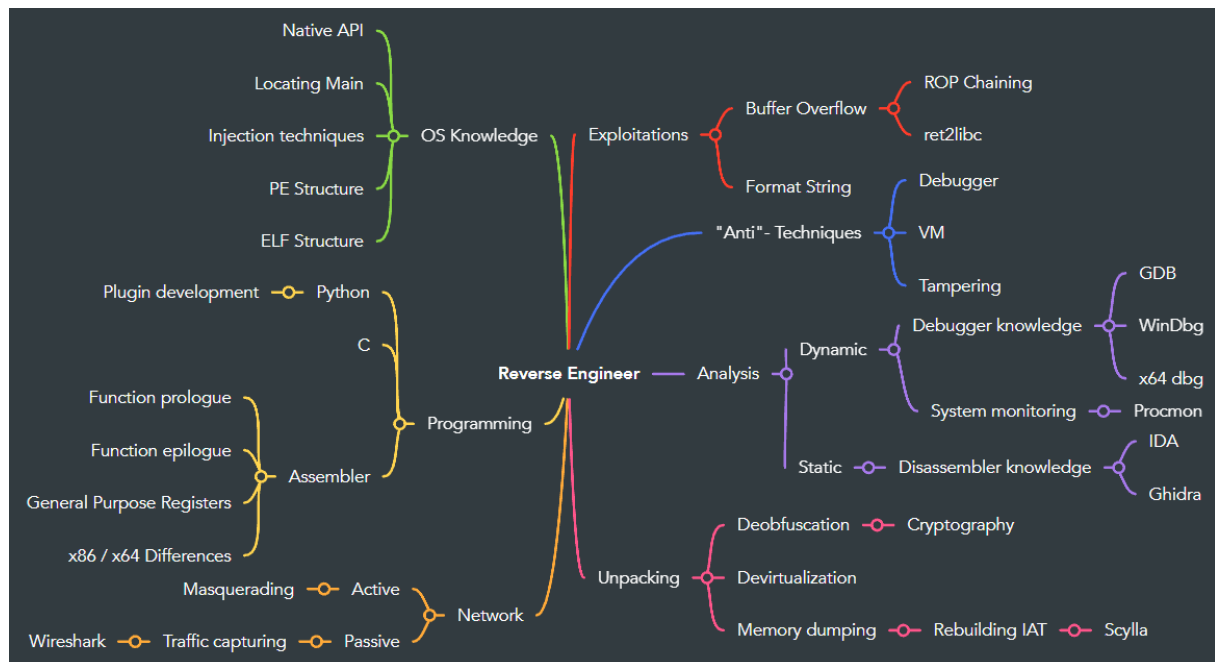 Native API
Locating Main
Injection techniques
PE Structure
ELF Structure
OS Knowledge
Exploitations
Buffer Overflow
ROP Chaining
ret2libc
Format String
"Anti"- Techniques
Debugger
VM
Tampering
Plugin development
Python
C
Function prologue
Function epilogue
General Purpose Registers
x86 / x64 Differences
Assembler
Programming
Reverse Engineer
Analysis
Dynamic
Debugger knowledge
GDB
WinDbg
x64 dbg
System monitoring
Procmon
Static
Disassembler knowledge
IDA
Ghidra
Masquerading
Active
Wireshark
Traffic capturing
Passive
Network
Unpacking
Deobfuscation
Cryptography
Devirtualization
Memory dumping
Rebuilding IAT
Scylla